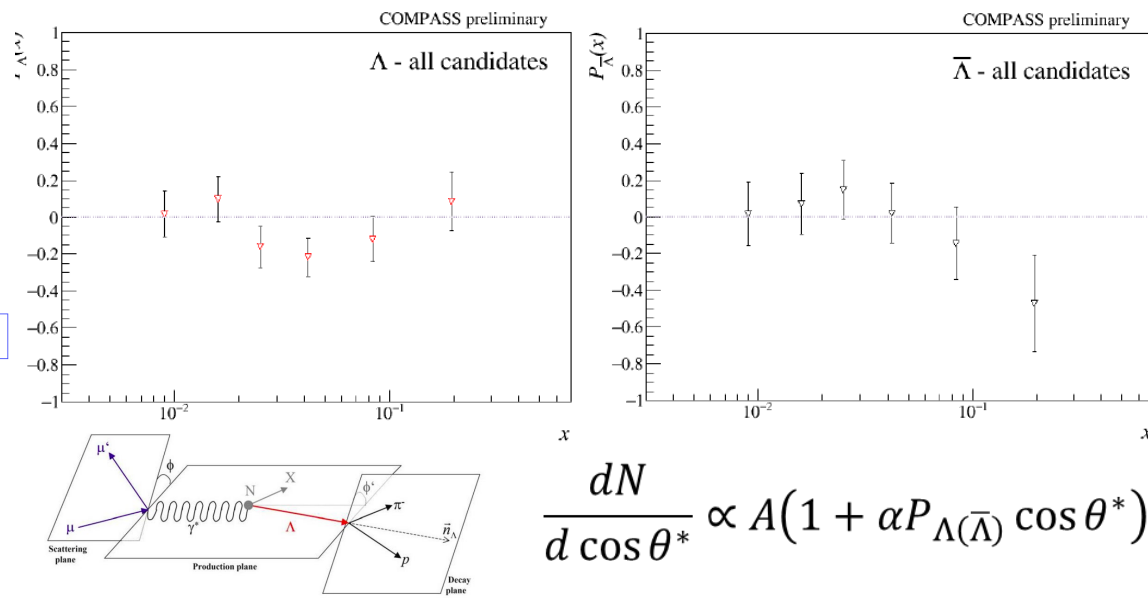 COMPASS preliminary
Λ - all candidates
1
0.8
0.6
0.4
0.2
0
−0.2
−0.4
−0.6
−0.8
−1
10⁻²
10⁻¹
x
COMPASS preliminary
P_Λ̅(x)
Λ̅ - all candidates
1
0.8
0.6
0.4
0.2
0
−0.2
−0.4
−0.6
−0.8
−1
10⁻²
10⁻¹
x
μ‘
ϕ
N
X
ϕ‘
π⁻
n⃗_Λ
μ
γ*
Λ
p
Scattering
plane
Production plane
Decay
plane
dN
d cos θ* ∝ A(1 + αP_Λ(Λ̅) cos θ*)